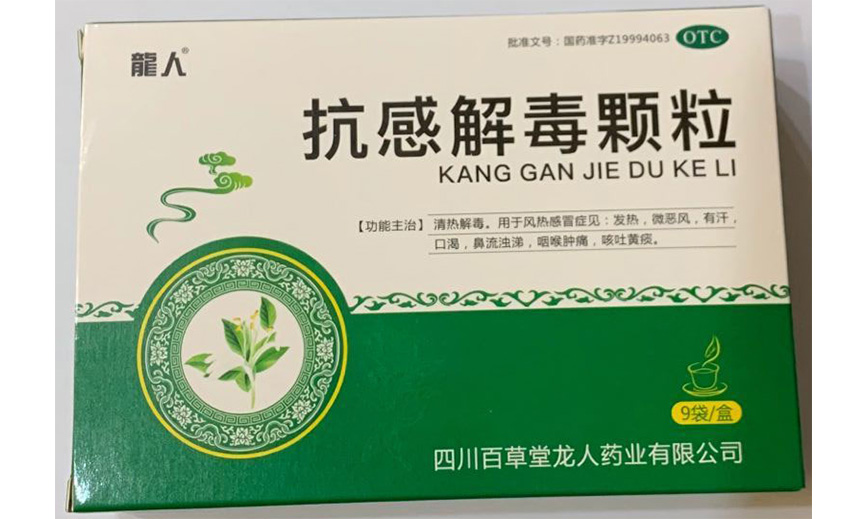 批准文号：国药准字Z19994063 OTC
龍人®
抗感解毒颗粒
KANG GAN JIE DU KE LI
【功能主治】清热解毒。用于风热感冒症见：发热，微恶风，有汗，
口渴，鼻流浊涕，咽喉肿痛，咳吐黄痰。
9袋/盒
四川百草堂龙人药业有限公司